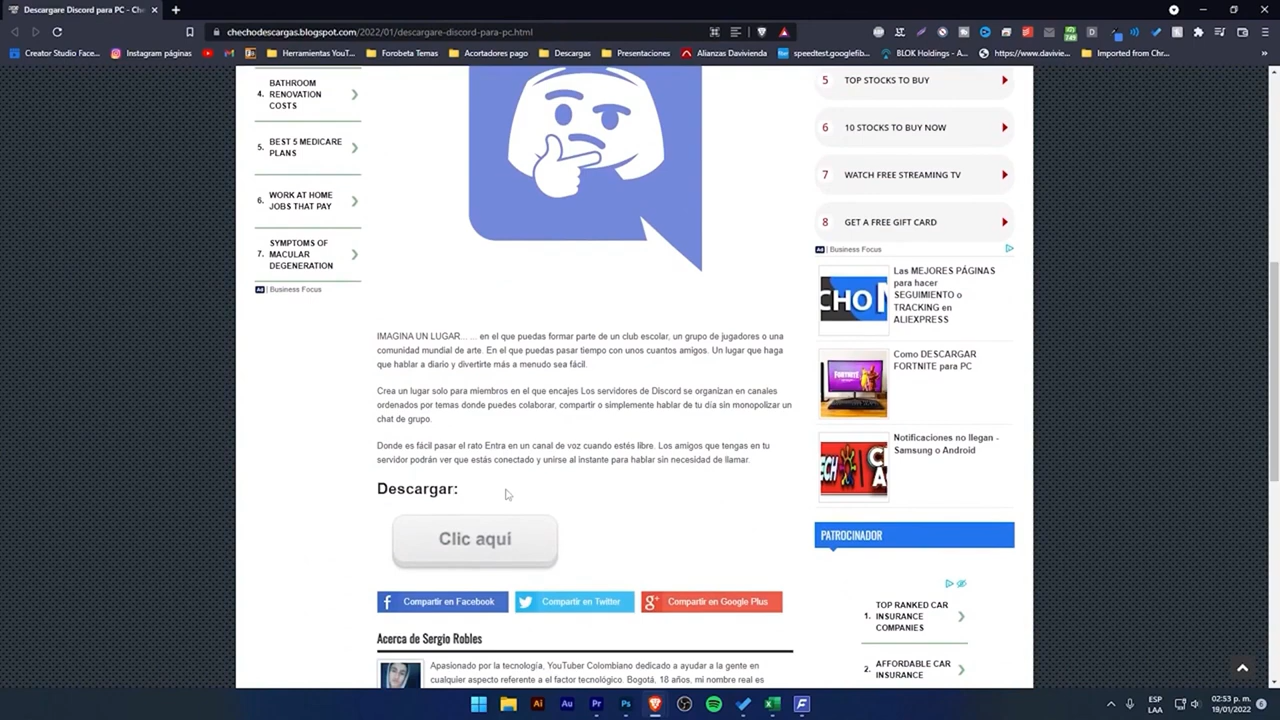 Descargare Discord para PC - Che
chechodescargas.blogspot.com/2022/01/descargare-discord-para-pc.html
Creator Studio Face...
Instagram páginas
Herramientas YouT...
Forobeta Temas
Acortadores pago
Descargas
Presentaciones
Alianzas Davivienda
speedtest.googlefib...
BLOK Holdings - A...
https://www.davivie...
Imported from Chr...
4. BATHROOM
RENOVATION
COSTS
5. BEST 5 MEDICARE
PLANS
6. WORK AT HOME
JOBS THAT PAY
7. SYMPTOMS OF
MACULAR
DEGENERATION
Ad | Business Focus
IMAGINA UN LUGAR... ... en el que puedas formar parte de un club escolar, un grupo de jugadores o una
comunidad mundial de arte. En el que puedas pasar tiempo con unos cuantos amigos. Un lugar que haga
que hablar a diario y divertirte más a menudo sea fácil.
Crea un lugar solo para miembros en el que encajes Los servidores de Discord se organizan en canales
ordenados por temas donde puedes colaborar, compartir o simplemente hablar de tu día sin monopolizar un
chat de grupo.
Donde es fácil pasar el rato Entra en un canal de voz cuando estés libre. Los amigos que tengas en tu
servidor podrán ver que estás conectado y unirse al instante para hablar sin necesidad de llamar.
Descargar:
Clic aquí
Compartir en Facebook
Compartir en Twitter
Compartir en Google Plus
Acerca de Sergio Robles
Apasionado por la tecnología, YouTuber Colombiano dedicado a ayudar a la gente en
cualquier aspecto referente a el factor tecnológico. Bogotá, 18 años, mi nombre real es
5 TOP STOCKS TO BUY
6 10 STOCKS TO BUY NOW
7 WATCH FREE STREAMING TV
8 GET A FREE GIFT CARD
Ad | Business Focus
Las MEJORES PÁGINAS
para hacer
SEGUIMIENTO o
TRACKING en
ALIEXPRESS
Como DESCARGAR
FORTNITE para PC
Notificaciones no llegan -
Samsung o Android
PATROCINADOR
1. TOP RANKED CAR
INSURANCE
COMPANIES
2. AFFORDABLE CAR
INSURANCE
Ai
Au
Pr
Ps
ESP
LAA
02:53 p. m.
19/01/2022